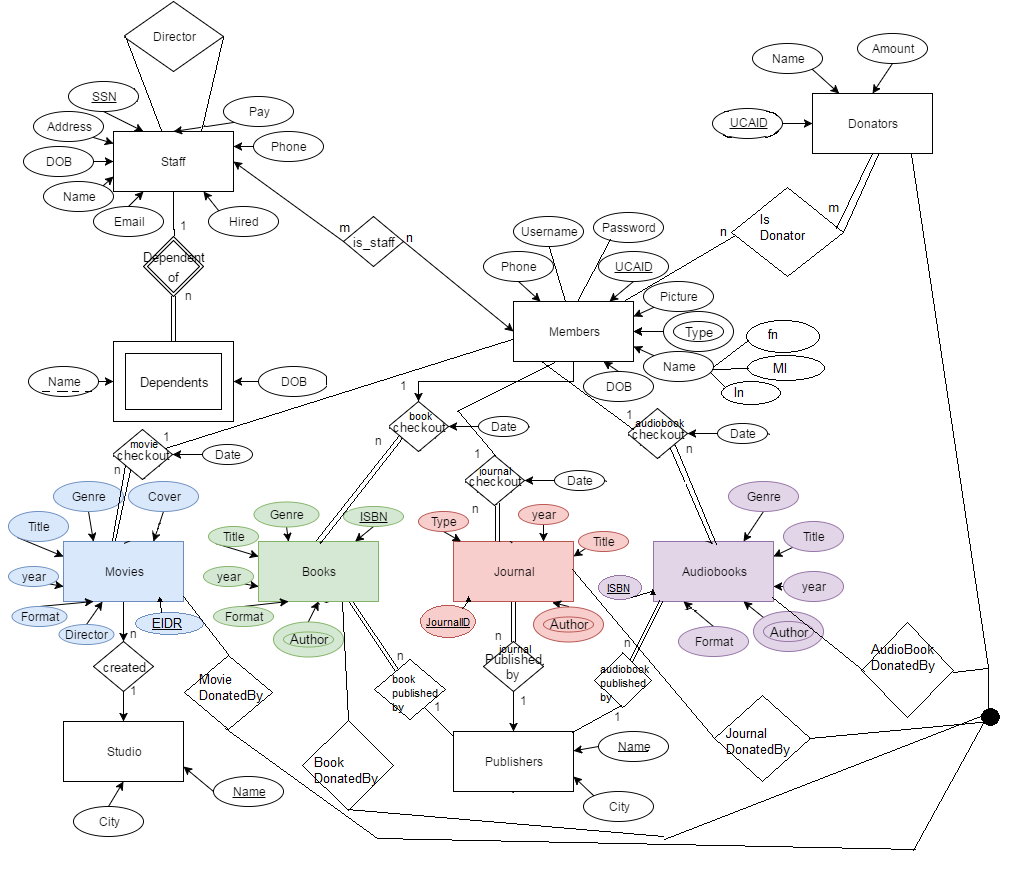 Director
SSN
Pay
Address
Phone
DOB
Staff
Name
Email
Hired
1
Dependent
of
n
Name
Dependents
DOB
Name
Amount
UCAID
Donators
m
n
Is
Donator
m
is_staff
n
Username
Password
Phone
UCAID
Picture
Members
Type
Name
fn
MI
ln
DOB
1
movie
checkout
n
Date
1
book
checkout
n
Date
1
journal
checkout
n
Date
1
audiobook
checkout
n
Date
Genre
Cover
Title
year
Movies
Format
Director
EIDR
Genre
ISBN
Title
year
Books
Format
Author
Type
year
Title
Journal
JournalID
Author
Genre
Title
ISBN
Audiobooks
year
Format
Author
n
created
1
Movie
DonatedBy
n
book
published
by
1
n
journal
Published
by
1
n
audiobook
published
by
1
AudioBook
DonatedBy
Journal
DonatedBy
Book
DonatedBy
Studio
Name
City
Publishers
Name
City